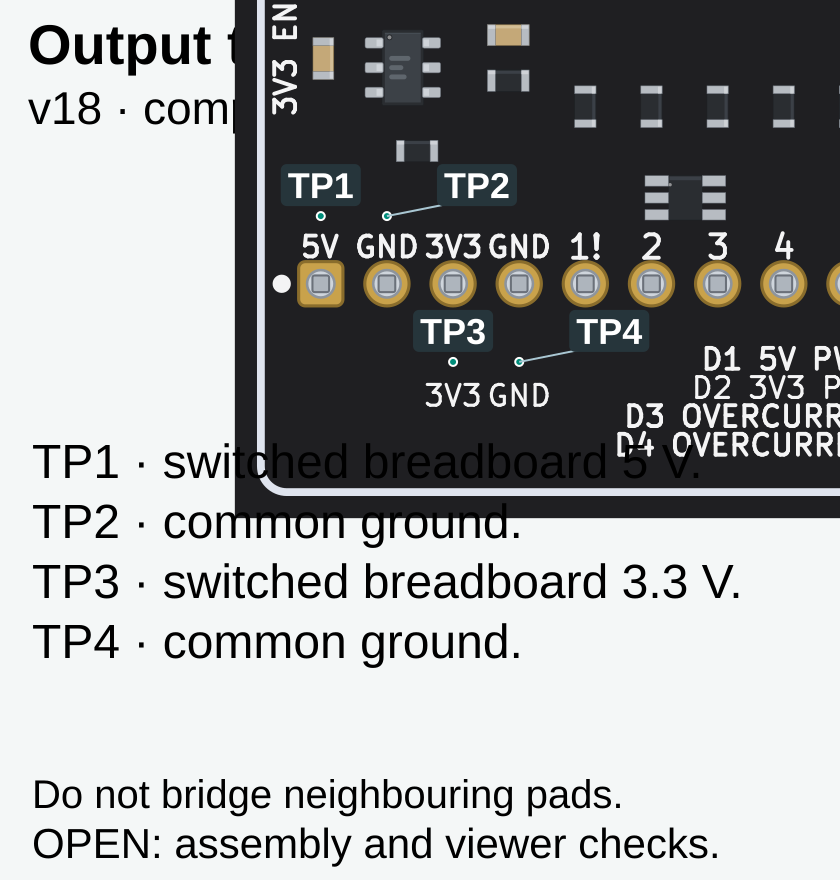 Output
v18 · comp
3V3 EN
TP1 TP2
5V GND 3V3 GND 1! 2 3 4
TP3 TP4
3V3 GND
D1 5V
D2 3V3
D3 OVERCURR
D4 OVERCURR
TP1 · switched breadboard 5 V.
TP2 · common ground.
TP3 · switched breadboard 3.3 V.
TP4 · common ground.
Do not bridge neighbouring pads.
OPEN: assembly and viewer checks.